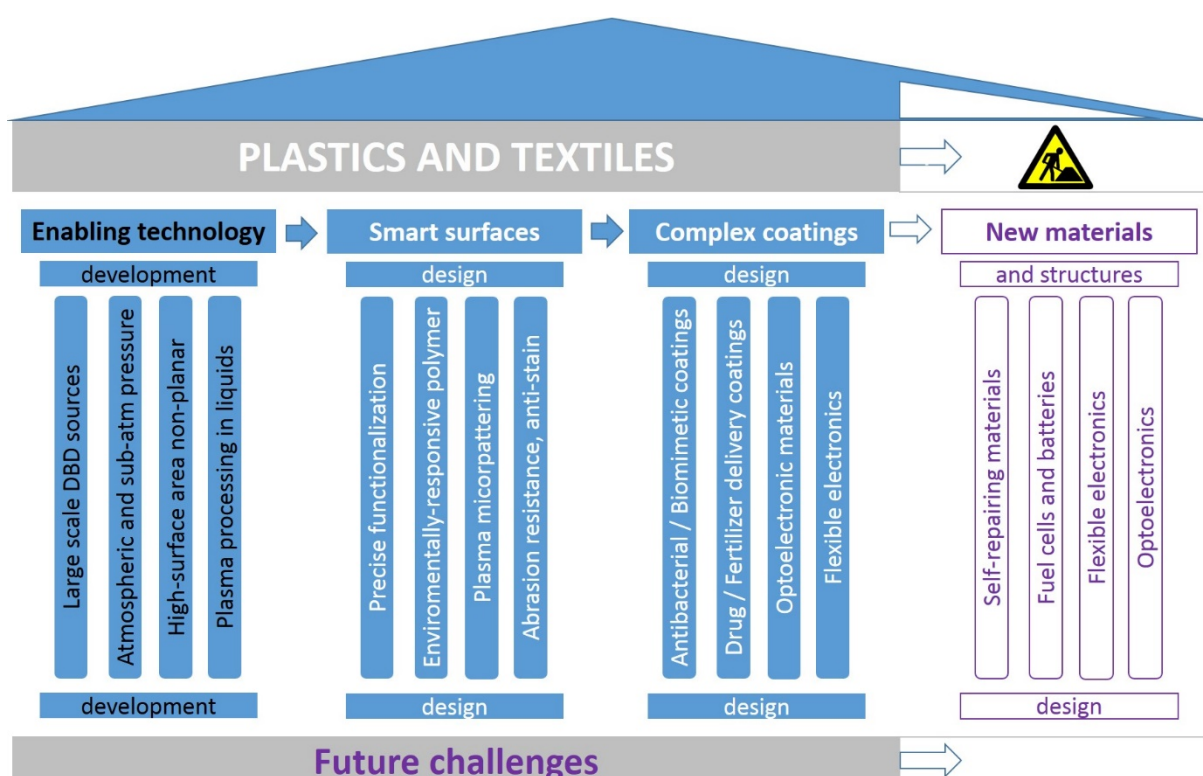 PLASTICS AND TEXTILES
Enabling technology
Smart surfaces
Complex coatings
New materials
development
design
design
and structures
Large scale DBD sources
Atmospheric and sub-atm pressure
High-surface area non-planar
Plasma processing in liquids
Precise functionalization
Enviromentally-responsive polymer
Plasma micorpattering
Abrasion resistance, anti-stain
Antibacterial / Biomimetic coatings
Drug / Fertilizer delivery coatings
Optoelectronic materials
Flexible electronics
Self-repairing materials
Fuel cells and batteries
Flexible electronics
Optoelectronics
development
design
design
design
Future challenges